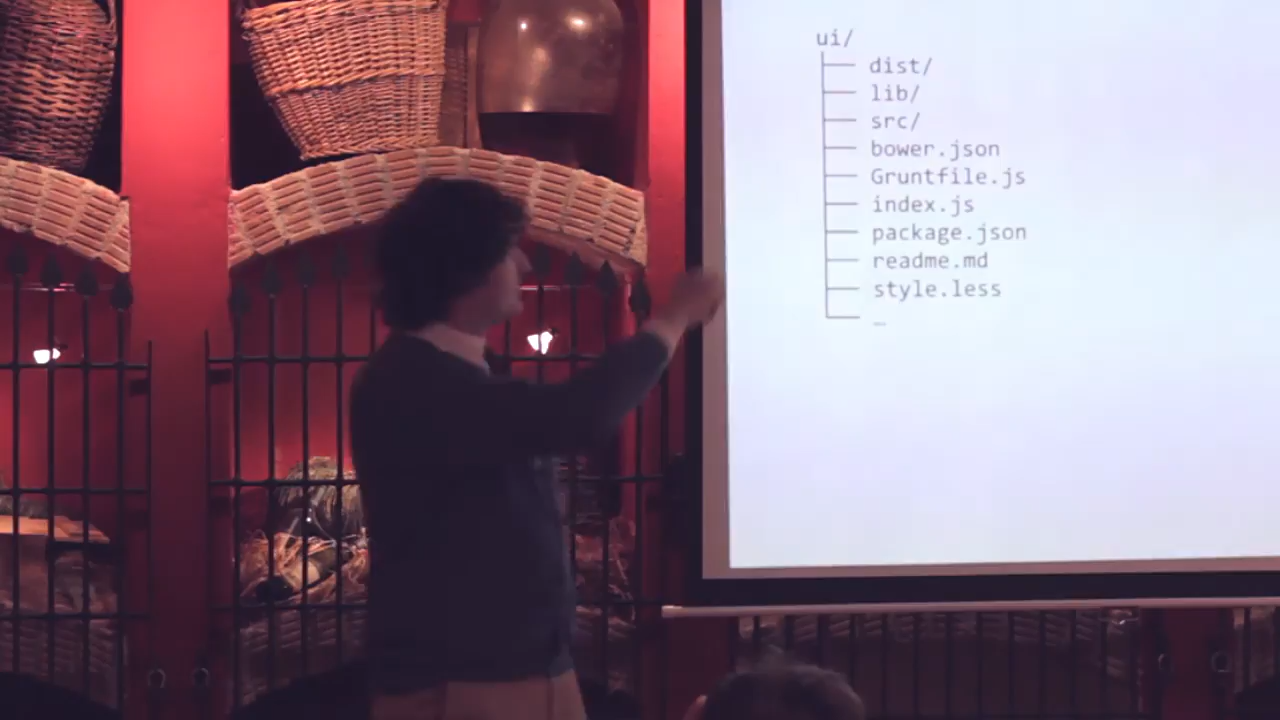 ui/
dist/
lib/
src/
bower.json
Gruntfile.js
index.js
package.json
readme.md
style.less
_